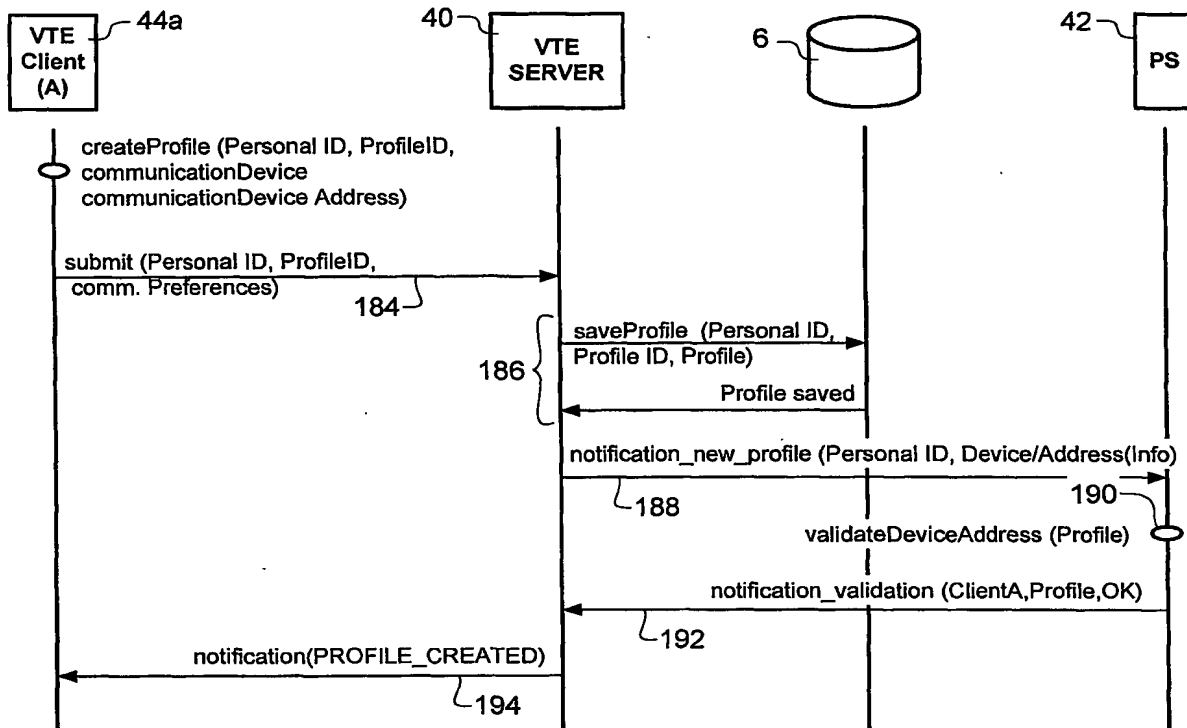 VTE
Client
(A)
44a
40
VTE
SERVER
6
42
PS
createProfile (Personal ID, ProfileID,
communicationDevice
communicationDevice Address)
submit (Personal ID, ProfileID,
comm. Preferences)
184
186
saveProfile (Personal ID,
Profile ID, Profile)
Profile saved
notification_new_profile (Personal ID, Device/Address(Info)
188
190
validateDeviceAddress (Profile)
notification_validation (ClientA,Profile,OK)
192
notification(PROFILE_CREATED)
194